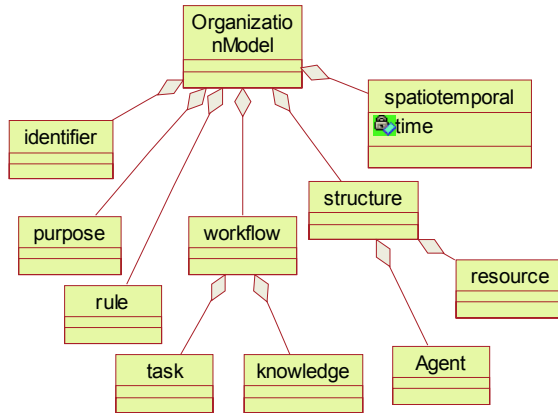 Organizatio
nModel
spatiotemporal
time
identifier
structure
purpose
workflow
resource
rule
task
knowledge
Agent